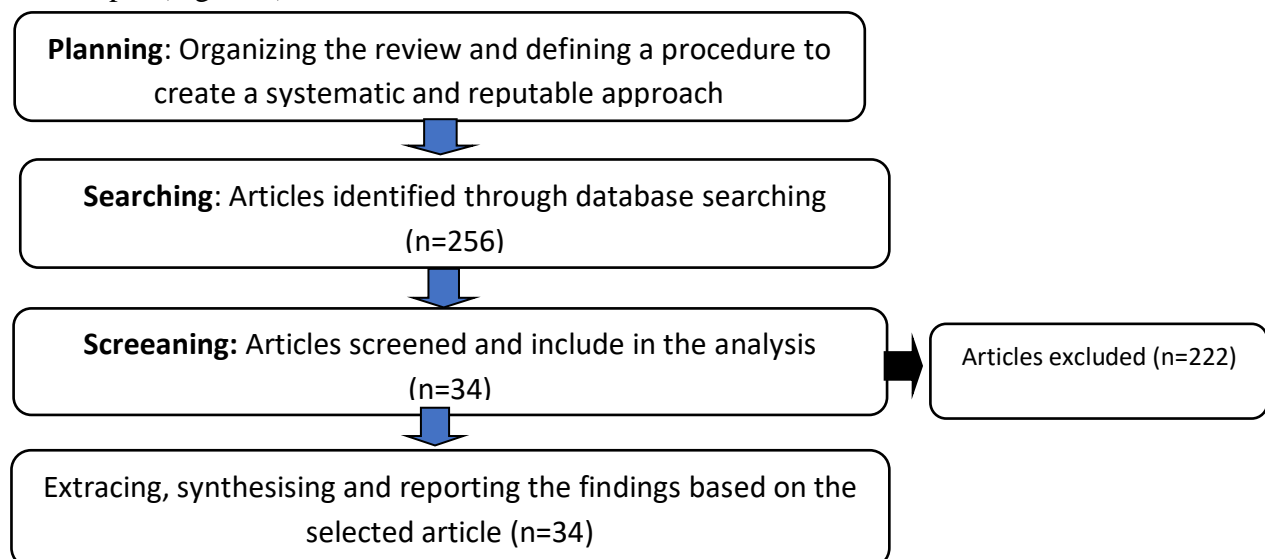 Planning: Organizing the review and defining a procedure to
create a systematic and reputable approach
Searching: Articles identified through database searching
(n=256)
Screeaning: Articles screened and include in the analysis
(n=34)
Articles excluded (n=222)
Extracing, synthesising and reporting the findings based on the
selected article (n=34)